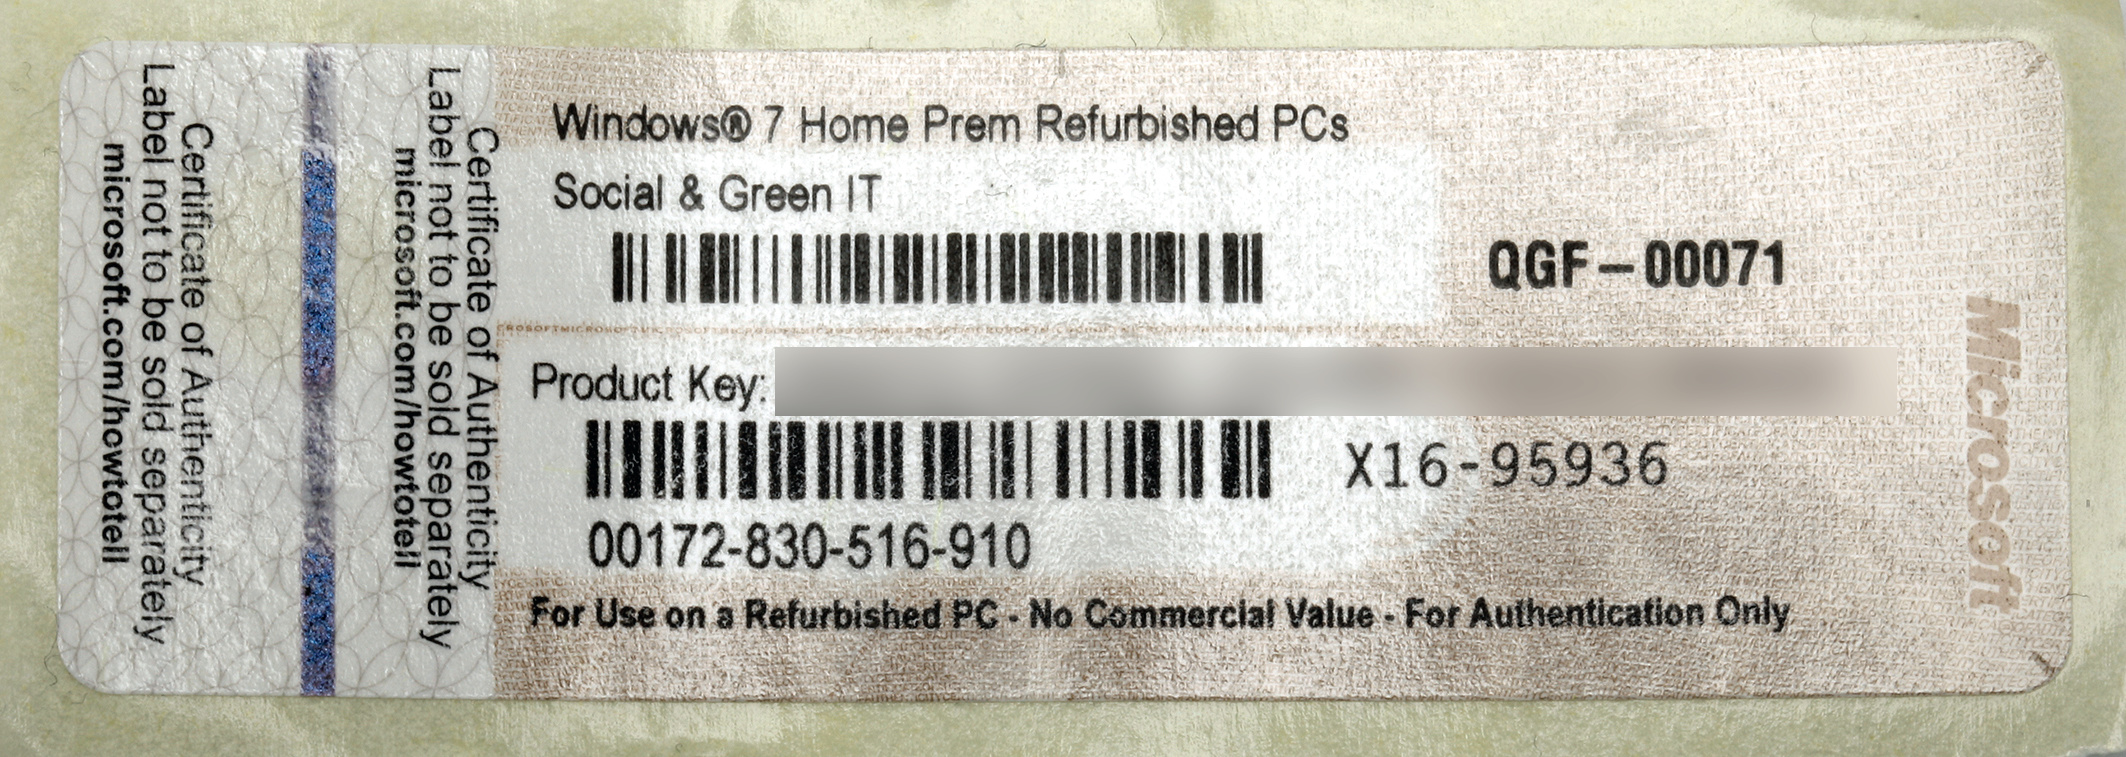 Certificate of Authenticity
Label not to be sold separately
microsoft.com/howtotell
Certificate of Authenticity
Label not to be sold separately
microsoft.com/howtotell
Windows® 7 Home Prem Refurbished PCs
Social & Green IT
QGF-00071
Product Key:
X16-95936
00172-830-516-910
For Use on a Refurbished PC - No Commercial Value - For Authentication Only
Microsoft